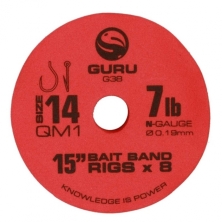 GURU
G38
SIZE
14
QM1
7lb
N-GAUGE
Ø 0.19mm
15" BAIT BAND
RIGS x 8
KNOWLEDGE IS POWER